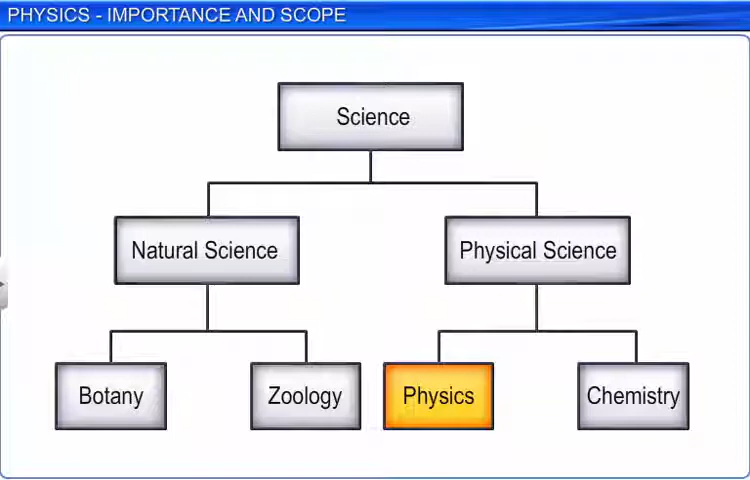 PHYSICS - IMPORTANCE AND SCOPE
Science
Natural Science
Physical Science
Botany
Zoology
Physics
Chemistry